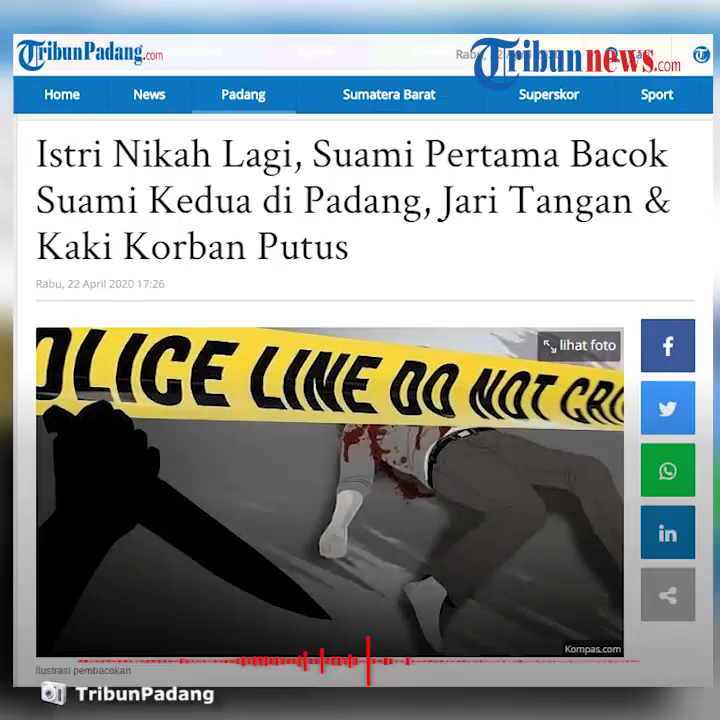 TribunPadang.com
Tribunnews.com
Home News Padang Sumatera Barat Superskor Sport
Istri Nikah Lagi, Suami Pertama Bacok
Suami Kedua di Padang, Jari Tangan &
Kaki Korban Putus
Rabu, 22 April 2020 17:26
lihat foto
OLICE LINE DO NOT CRO
Kompas.com
Ilustrasi pembacokan
TribunPadang